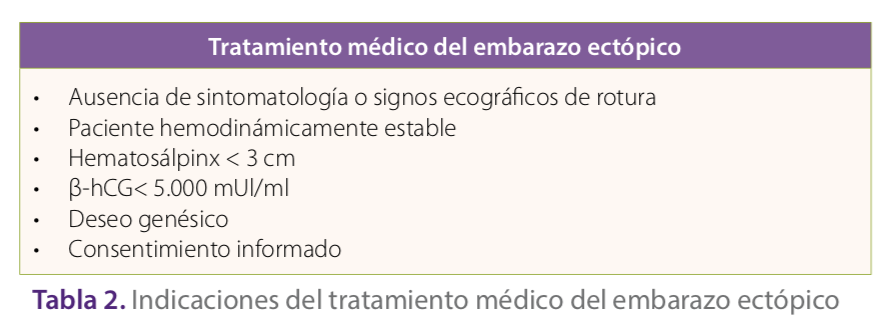 Tratamiento médico del embarazo ectópico
• Ausencia de sintomatología o signos ecográficos de rotura
• Paciente hemodinámicamente estable
• Hematosálpinx < 3 cm
• β-hCG< 5.000 mUl/ml
• Deseo genésico
• Consentimiento informado
Tabla 2. Indicaciones del tratamiento médico del embarazo ectópico